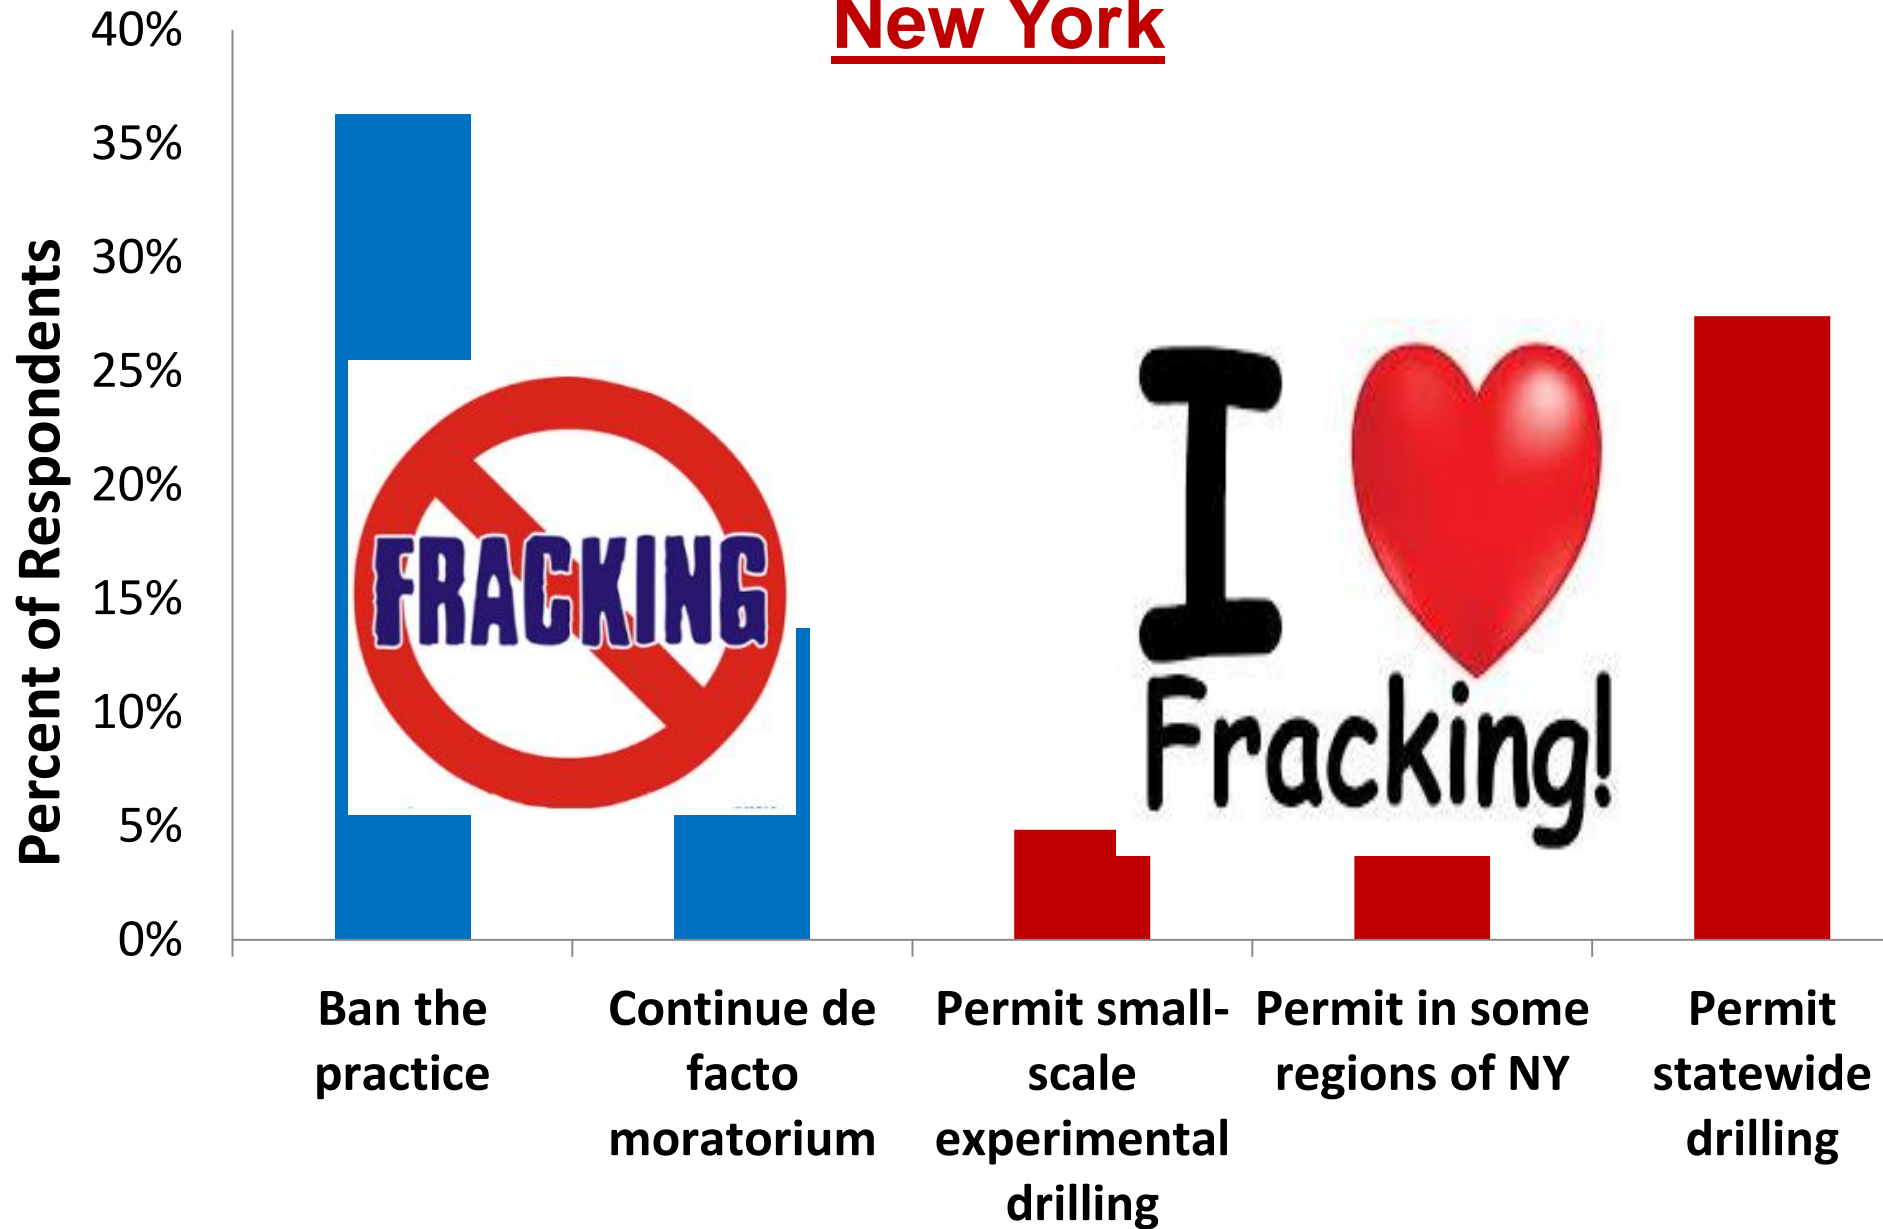 New York
40%
35%
30%
25%
20%
15%
10%
5%
0%
Percent of Respondents
FRACKING
I
Fracking!
Ban the
practice
Continue de
facto
moratorium
Permit small-
scale
experimental
drilling
Permit in some
regions of NY
Permit
statewide
drilling